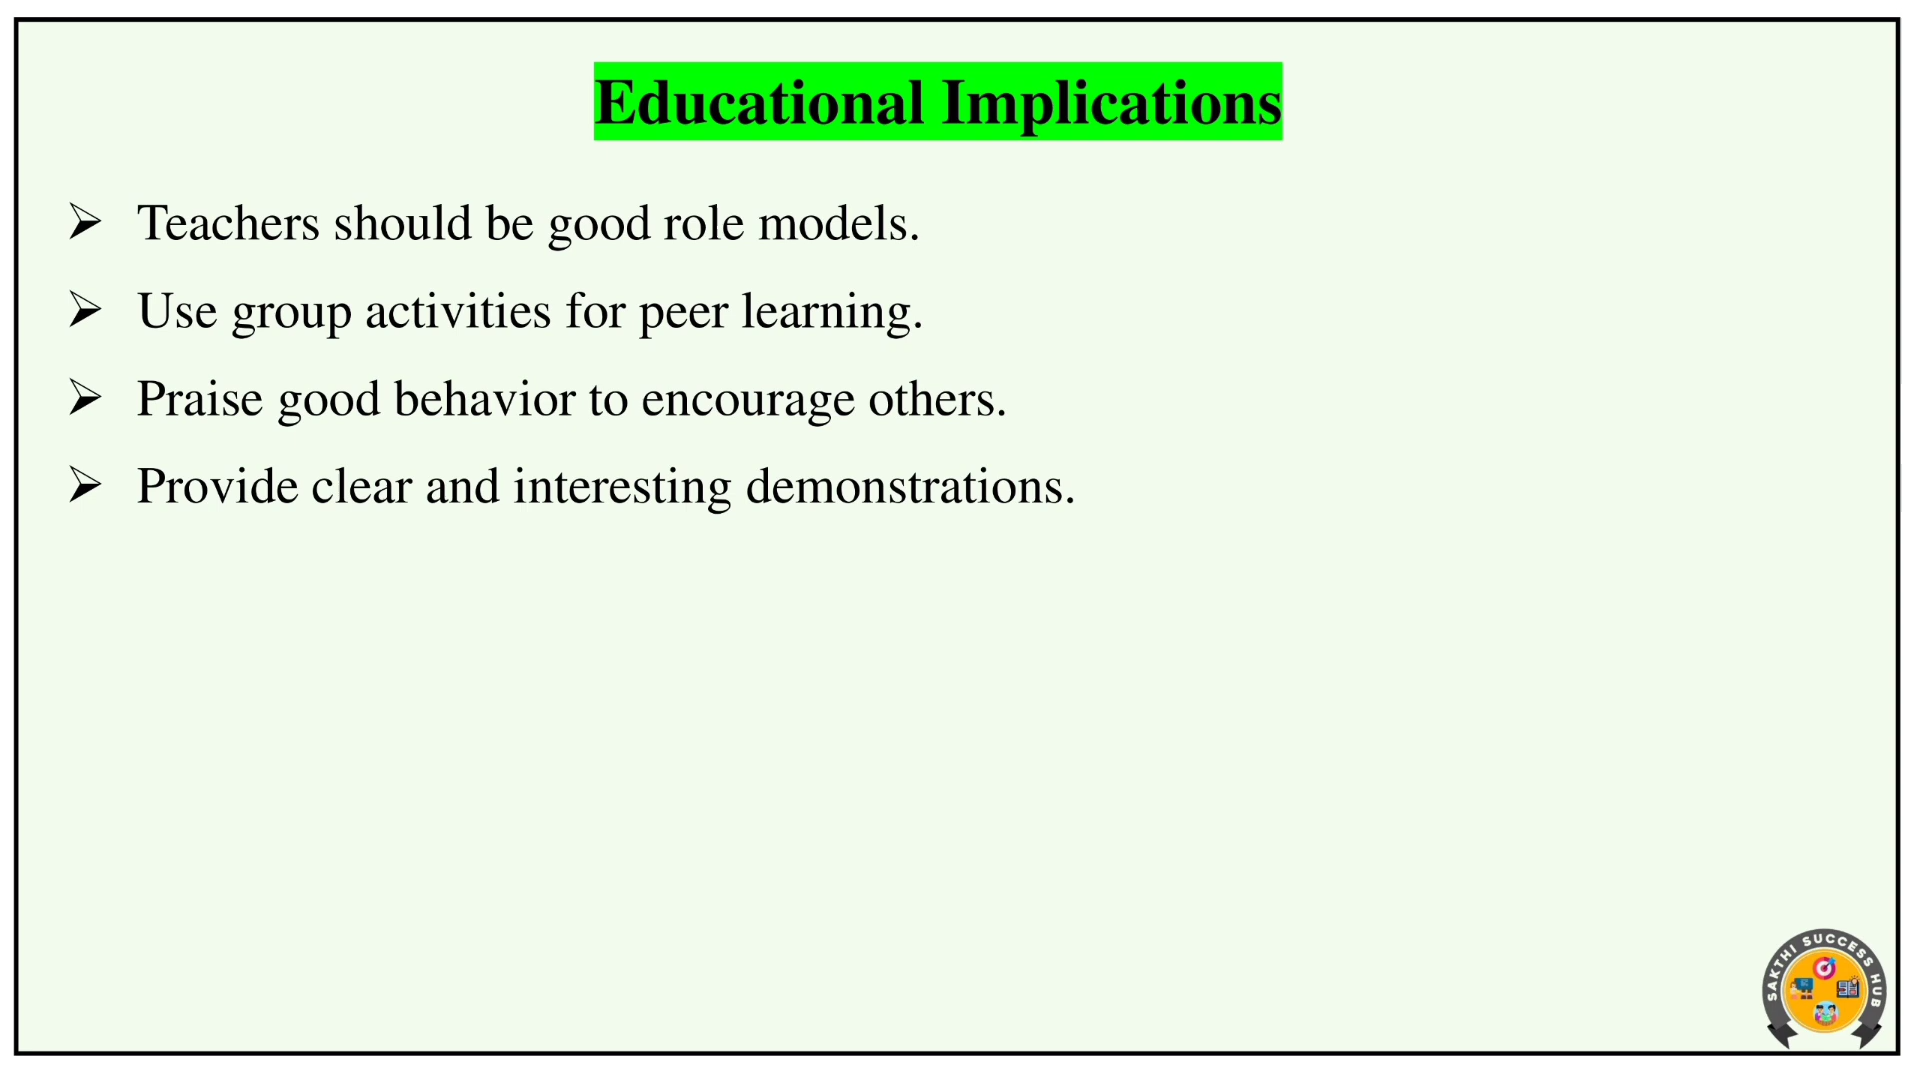 Educational Implications
➢ Teachers should be good role models.
➢ Use group activities for peer learning.
➢ Praise good behavior to encourage others.
➢ Provide clear and interesting demonstrations.
SAKTHI SUCCESS HUB